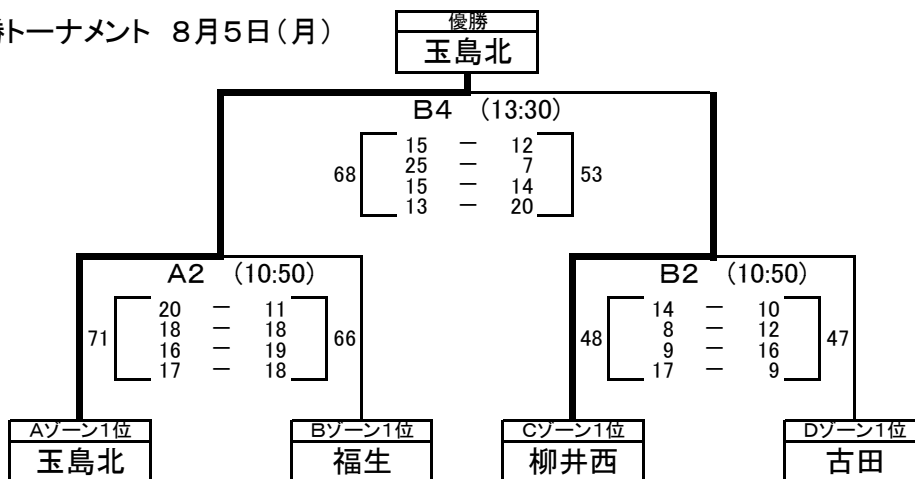 勝トーナメント 8月5日(月)
優勝
玉島北
B4 (13:30)
68 53
15 － 12
25 － 7
15 － 14
13 － 20
A2 (10:50)
71 66
20 － 11
18 － 18
16 － 19
17 － 18
B2 (10:50)
48 47
14 － 10
8 － 12
9 － 16
17 － 9
Aゾーン1位
玉島北
Bゾーン1位
福生
Cゾーン1位
柳井西
Dゾーン1位
古田